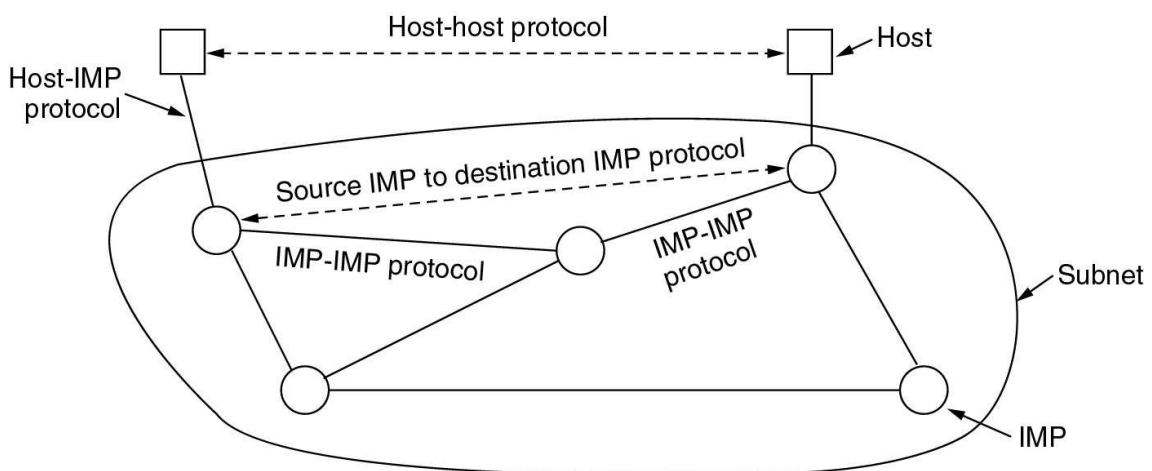 Host-host protocol
Host
Host-IMP
protocol
Source IMP to destination IMP protocol
IMP-IMP protocol
IMP-IMP
protocol
Subnet
IMP